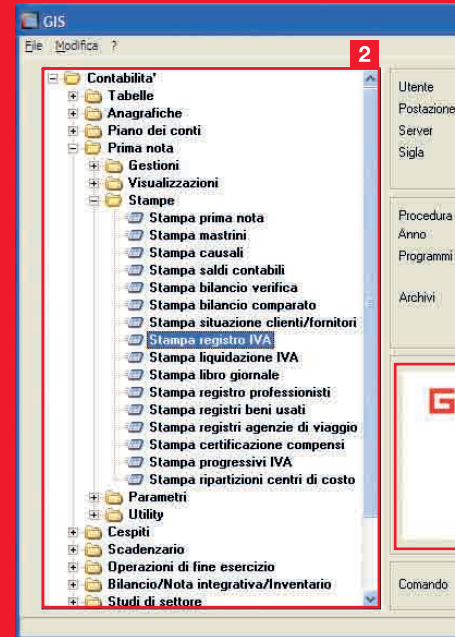 GIS
File Modifica ?
2
Contabilita'
Tabelle
Anagrafiche
Piano dei conti
Prima nota
Gestioni
Visualizzazioni
Stampe
Stampa prima nota
Stampa mastrini
Stampa causali
Stampa saldi contabili
Stampa bilancio verifica
Stampa bilancio comparato
Stampa situazione clienti/fornitori
Stampa registro IVA
Stampa liquidazione IVA
Stampa libro giornale
Stampa registro professionisti
Stampa registri beni usati
Stampa registri agenzie di viaggio
Stampa certificazione compensi
Stampa progressivi IVA
Stampa ripartizioni centri di costo
Parametri
Utility
Cespiti
Scadenzario
Operazioni di fine esercizio
Bilancio/Nota integrativa/Inventario
Studi di settore
Utente
Postazione
Server
Sigla
Procedura
Anno
Programmi
Archivi
G
Comando